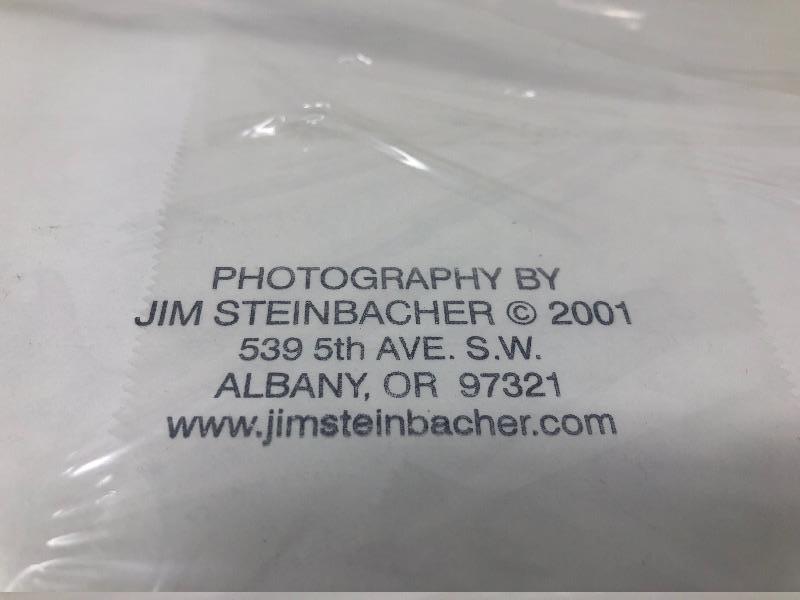 PHOTOGRAPHY BY
JIM STEINBACHER © 2001
539 5th AVE. S.W.
ALBANY, OR 97321
www.jimsteinbacher.com